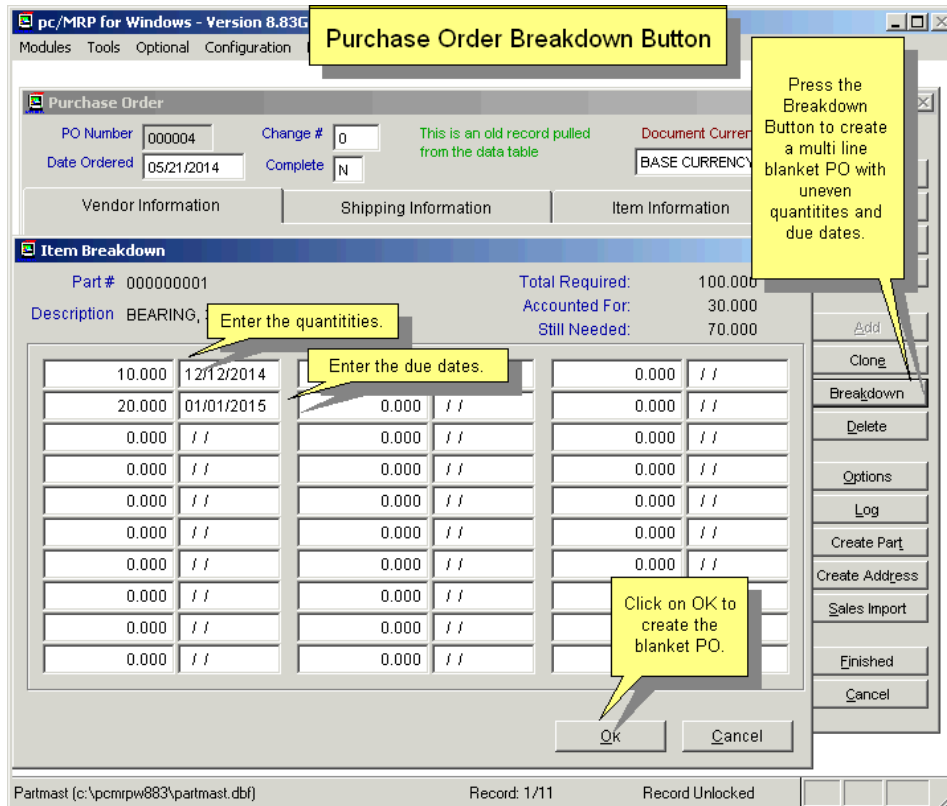 pc/MRP for Windows - Version 8.83G
Purchase Order Breakdown Button
Modules Tools Optional Configuration
Press the
Breakdown
Button to create
a multi line
blanket PO with
uneven
quantitites and
due dates.
Purchase Order
PO Number 000004 Change # 0 This is an old record pulled
from the data table
Document Curren
Date Ordered 05/21/2014 Complete N BASE CURRENCY
Vendor Information Shipping Information Item Information
Item Breakdown
Part # 000000001 Total Required: 100.000
Accounted For: 30.000
Description BEARING, Still Needed: 70.000
Enter the quantitities.
Enter the due dates.
10.000 12/12/2014 0.000 / /
20.000 01/01/2015 0.000 / / 0.000 / /
0.000 / / 0.000 / / 0.000 / /
0.000 / / 0.000 / / 0.000 / /
0.000 / / 0.000 / / 0.000 / /
0.000 / / 0.000 / / 0.000 / /
0.000 / / 0.000 / / 0.000 / /
0.000 / / 0.000 / /
0.000 / / 0.000 / /
0.000 / / 0.000 / /
Click on OK to
create the
blanket PO.
Ok Cancel
Add
Clone
Breakdown
Delete
Options
Log
Create Part
Create Address
Sales Import
Finished
Cancel
Partmast (c:\pcmrpw883\partmast.dbf) Record: 1/11 Record Unlocked